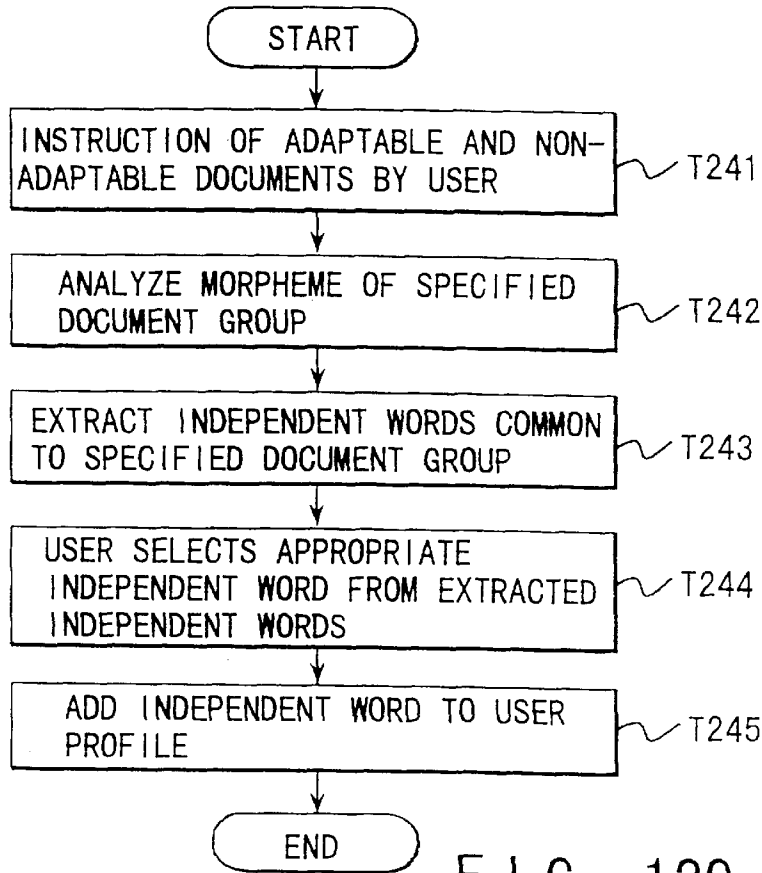 START
INSTRUCTION OF ADAPTABLE AND NON-
ADAPTABLE DOCUMENTS BY USER
T241
ANALYZE MORPHEME OF SPECIFIED
DOCUMENT GROUP
T242
EXTRACT INDEPENDENT WORDS COMMON
TO SPECIFIED DOCUMENT GROUP
T243
USER SELECTS APPROPRIATE
INDEPENDENT WORD FROM EXTRACTED
INDEPENDENT WORDS
T244
ADD INDEPENDENT WORD TO USER
PROFILE
T245
END